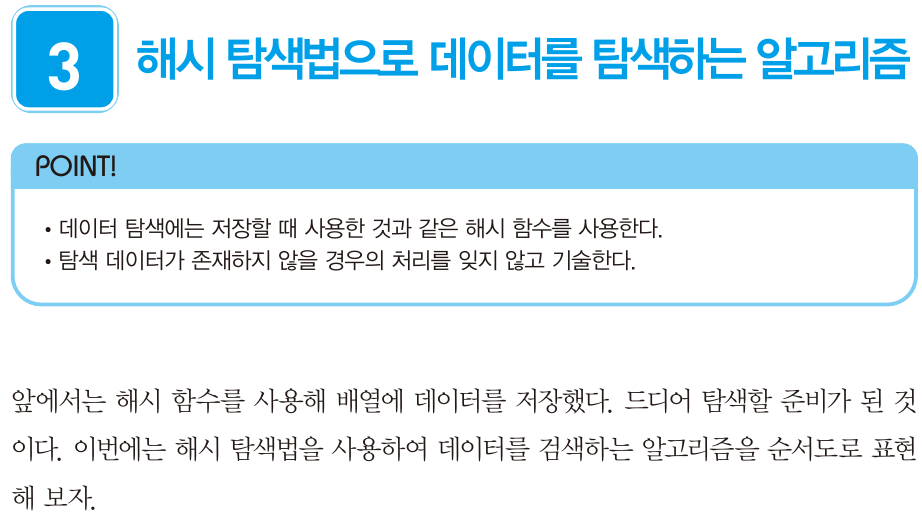 3
해시 탐색법으로 데이터를 탐색하는 알고리즘
POINT!
• 데이터 탐색에는 저장할 때 사용한 것과 같은 해시 함수를 사용한다.
• 탐색 데이터가 존재하지 않을 경우의 처리를 잊지 않고 기술한다.
앞에서는 해시 함수를 사용해 배열에 데이터를 저장했다. 드디어 탐색할 준비가 된 것
이다. 이번에는 해시 탐색법을 사용하여 데이터를 검색하는 알고리즘을 순서도로 표현
해 보자.